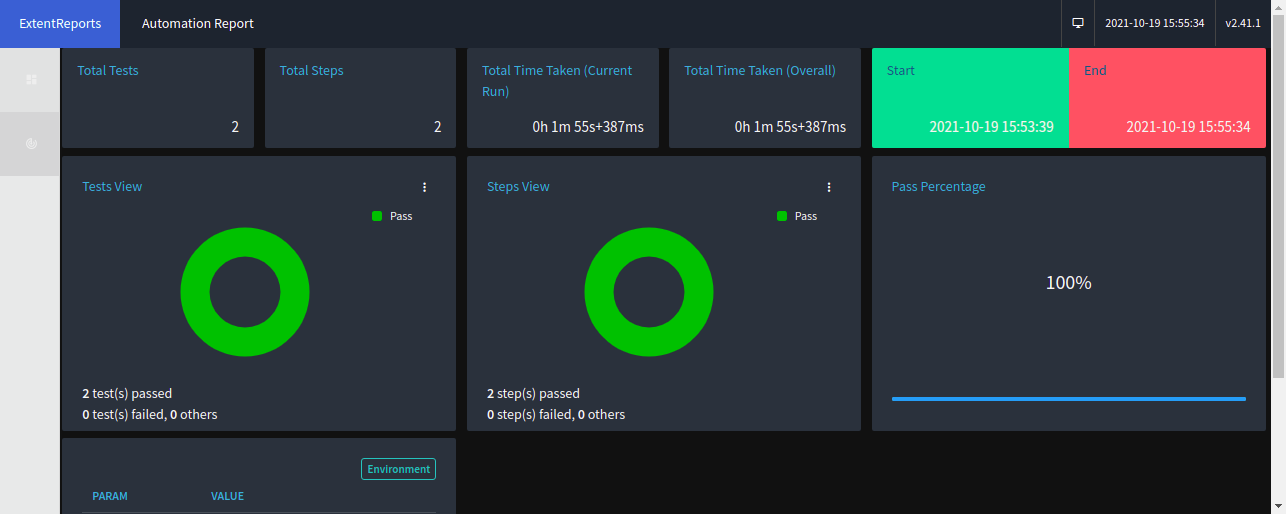 ExtentReports
Automation Report
2021-10-19 15:55:34
v2.41.1
Total Tests
2
Total Steps
2
Total Time Taken (Current
Run)
0h 1m 55s+387ms
Total Time Taken (Overall)
0h 1m 55s+387ms
Start
2021-10-19 15:53:39
End
2021-10-19 15:55:34
Tests View
Pass
2 test(s) passed
0 test(s) failed, 0 others
Steps View
Pass
2 step(s) passed
0 step(s) failed, 0 others
Pass Percentage
100%
Environment
PARAM VALUE